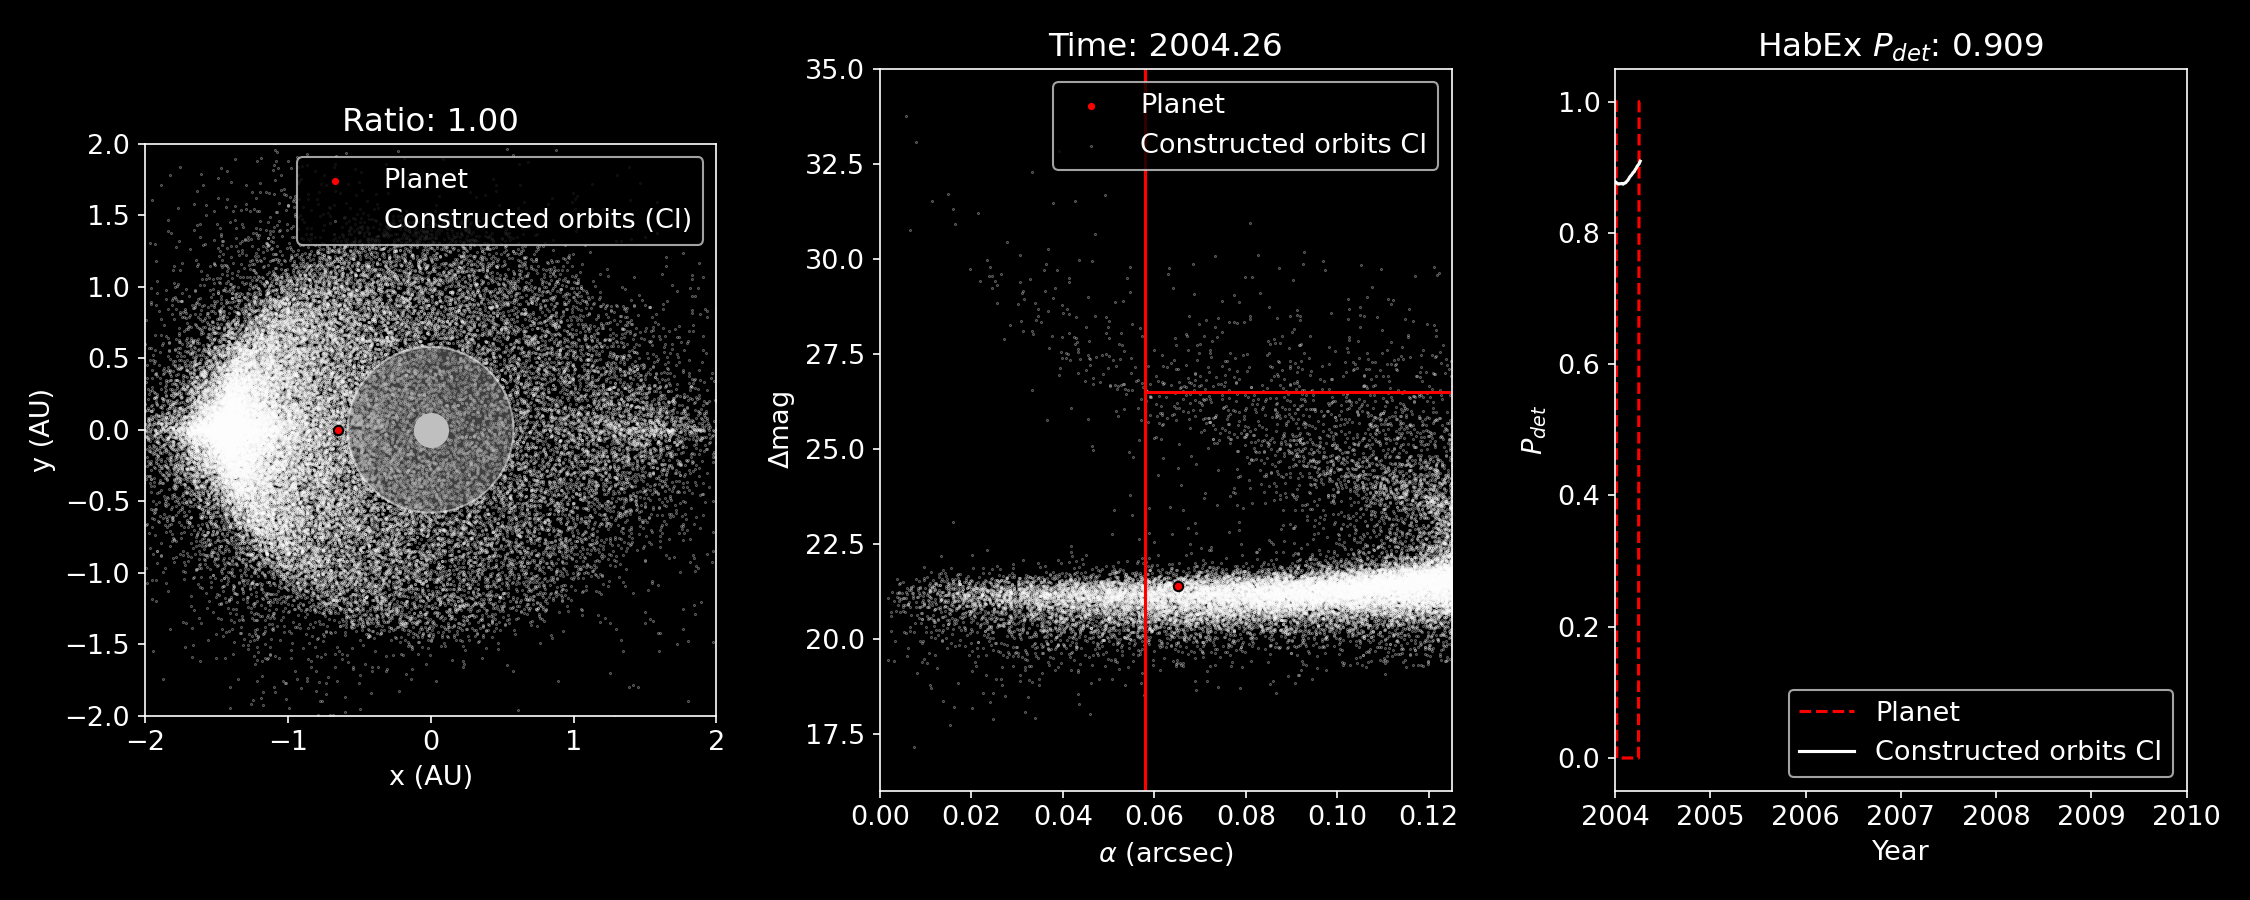 Ratio: 1.00
Planet
Constructed orbits (CI)
2.0
1.5
1.0
0.5
0.0
−0.5
−1.0
−1.5
−2.0
−2
−1
0
1
2
x (AU)
y (AU)
Time: 2004.26
Planet
Constructed orbits CI
35.0
32.5
30.0
27.5
25.0
22.5
20.0
17.5
0.00
0.02
0.04
0.06
0.08
0.10
0.12
α (arcsec)
Δmag
HabEx P_det: 0.909
1.0
0.8
0.6
0.4
0.2
0.0
P_det
Planet
Constructed orbits CI
2004
2005
2006
2007
2008
2009
2010
Year